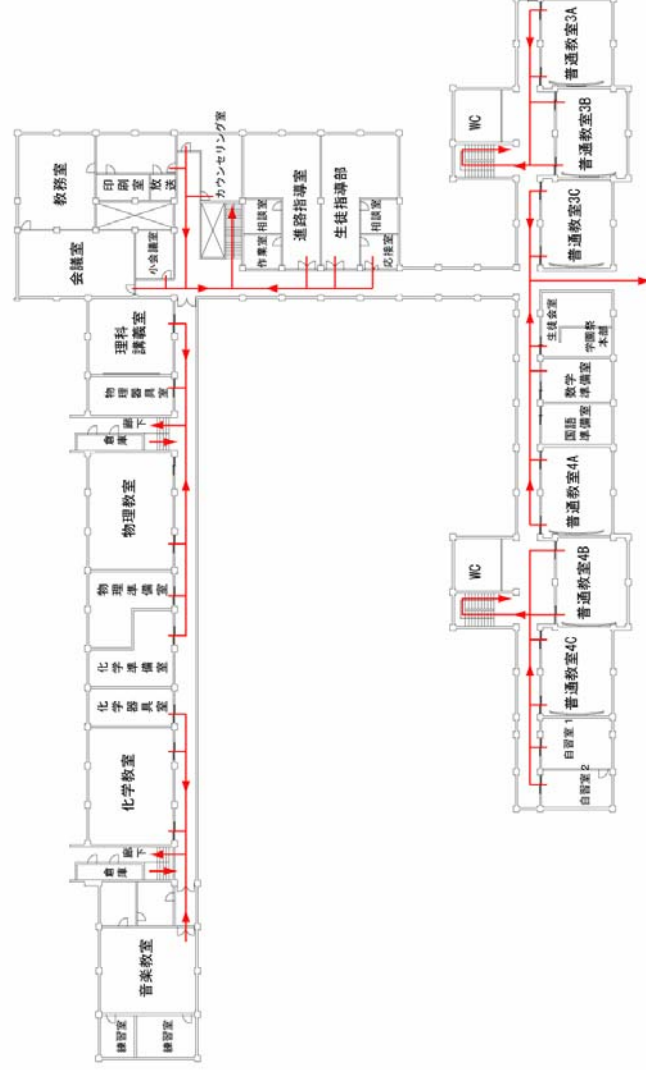 教務室
印刷室
放送
会議室
小会議室
カウンセリング室
作業室
相談室
進路指導室
生徒指導部
応接室
相談室
理科
講義室
物理器具室
廊下
倉庫
物理教室
物理準備室
化学準備室
化学器具室
化学教室
廊下
倉庫
音楽教室
練習室
練習室
普通教室3A
WC
普通教室3B
普通教室3C
生徒会室
学園祭
本部
数学
準備室
国語
準備室
普通教室4A
WC
普通教室4B
普通教室4C
自習室 1
自習室 2